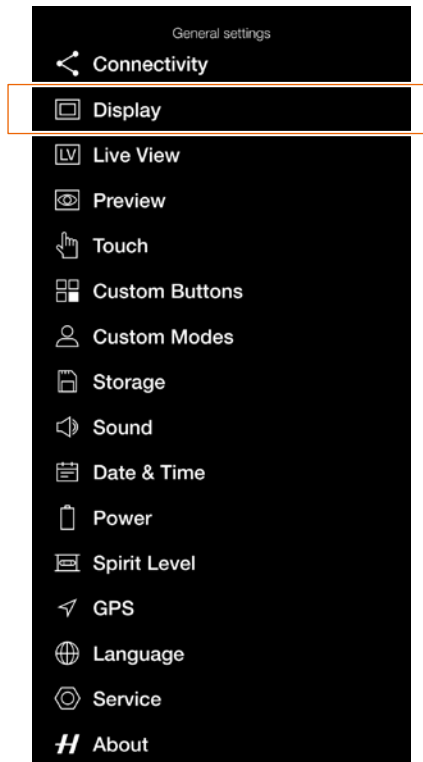 General settings
Connectivity
Display
LV Live View
Preview
Touch
Custom Buttons
Custom Modes
Storage
Sound
Date & Time
Power
Spirit Level
GPS
Language
Service
H About